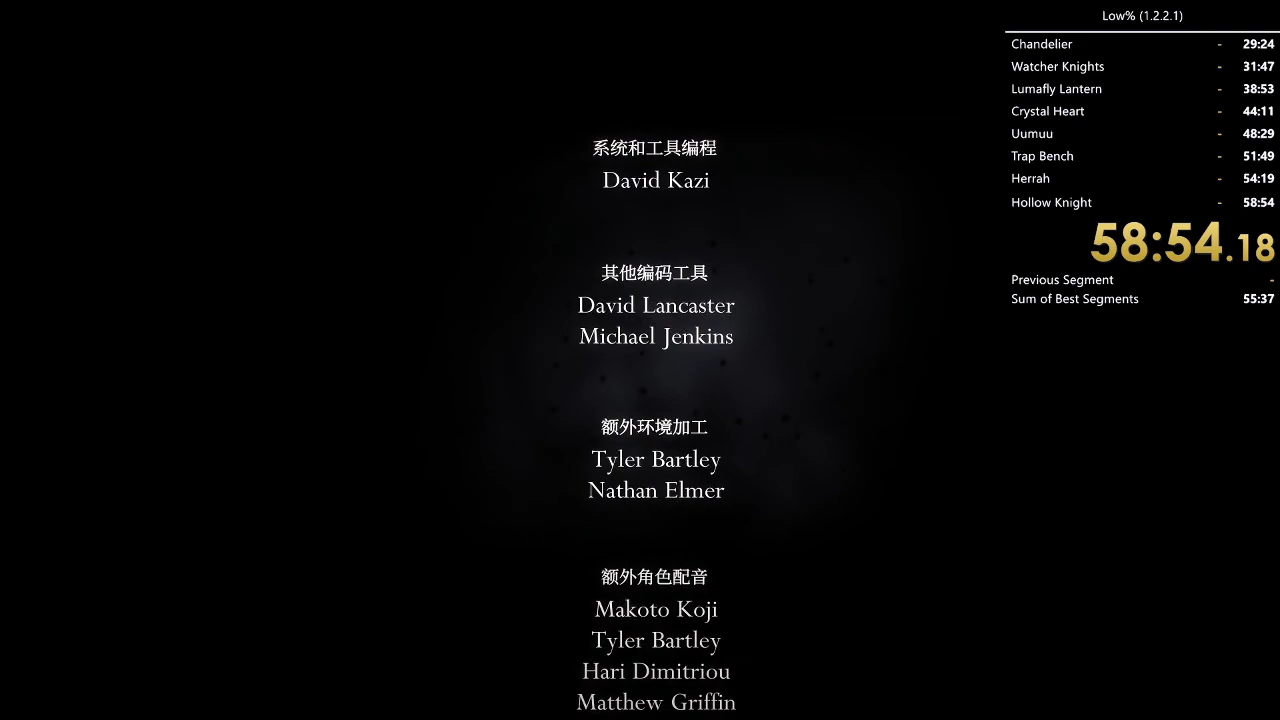 系统和工具编程
David Kazi
其他编码工具
David Lancaster
Michael Jenkins
额外环境加工
Tyler Bartley
Nathan Elmer
额外角色配音
Makoto Koji
Tyler Bartley
Hari Dimitriou
Matthew Griffin
Low% (1.2.2.1)
Chandelier - 29:24
Watcher Knights - 31:47
Lumafly Lantern - 38:53
Crystal Heart - 44:11
Uumuu - 48:29
Trap Bench - 51:49
Herrah - 54:19
Hollow Knight - 58:54
58:54.18
Previous Segment -
Sum of Best Segments 55:37